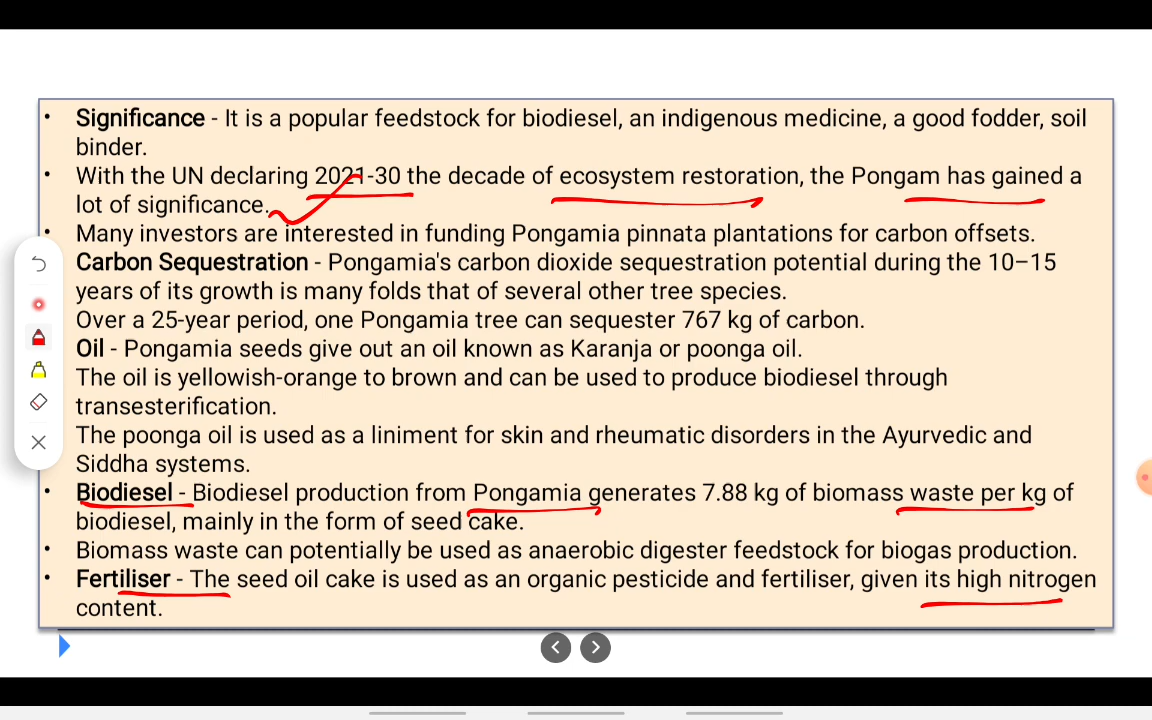 • Significance - It is a popular feedstock for biodiesel, an indigenous medicine, a good fodder, soil
binder.
• With the UN declaring 2021-30 the decade of ecosystem restoration, the Pongam has gained a
lot of significance.
• Many investors are interested in funding Pongamia pinnata plantations for carbon offsets.
Carbon Sequestration - Pongamia's carbon dioxide sequestration potential during the 10–15
years of its growth is many folds that of several other tree species.
Over a 25-year period, one Pongamia tree can sequester 767 kg of carbon.
Oil - Pongamia seeds give out an oil known as Karanja or poonga oil.
The oil is yellowish-orange to brown and can be used to produce biodiesel through
transesterification.
The poonga oil is used as a liniment for skin and rheumatic disorders in the Ayurvedic and
Siddha systems.
• Biodiesel - Biodiesel production from Pongamia generates 7.88 kg of biomass waste per kg of
biodiesel, mainly in the form of seed cake.
• Biomass waste can potentially be used as anaerobic digester feedstock for biogas production.
• Fertiliser - The seed oil cake is used as an organic pesticide and fertiliser, given its high nitrogen
content.